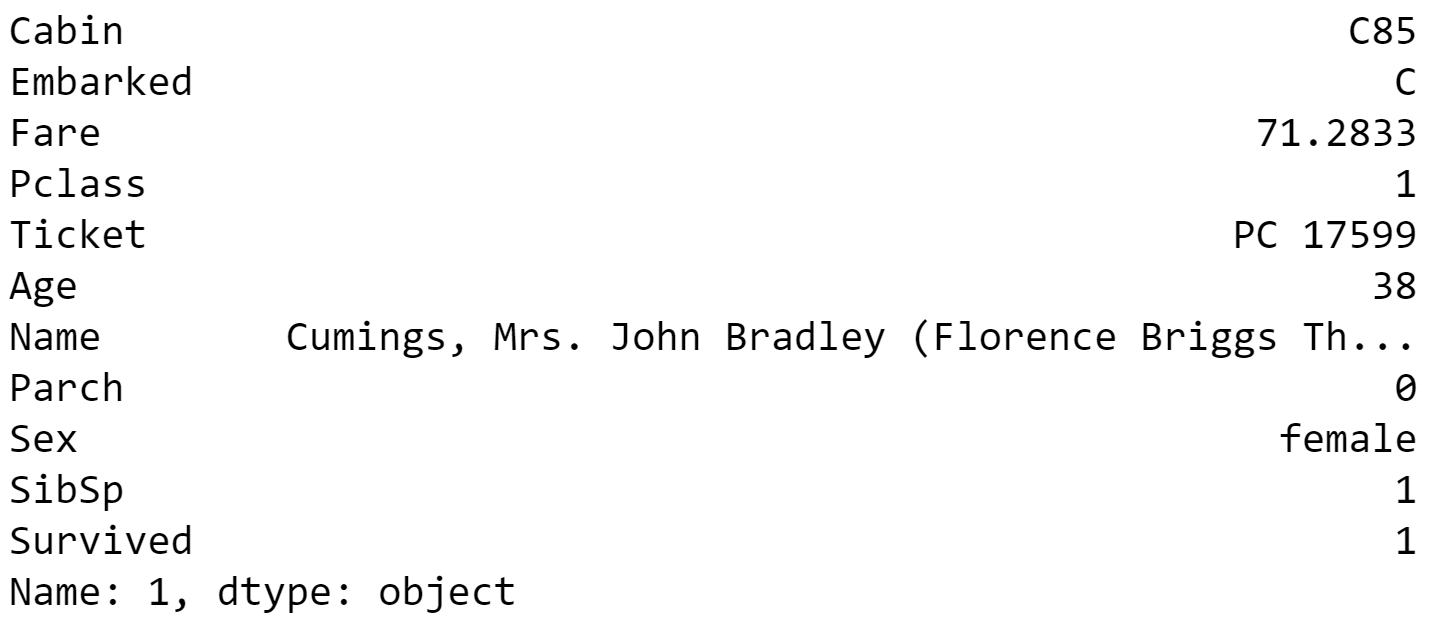 Cabin C85
Embarked C
Fare 71.2833
Pclass 1
Ticket PC 17599
Age 38
Name Cumings, Mrs. John Bradley (Florence Briggs Th...
Parch 0
Sex female
SibSp 1
Survived 1
Name: 1, dtype: object